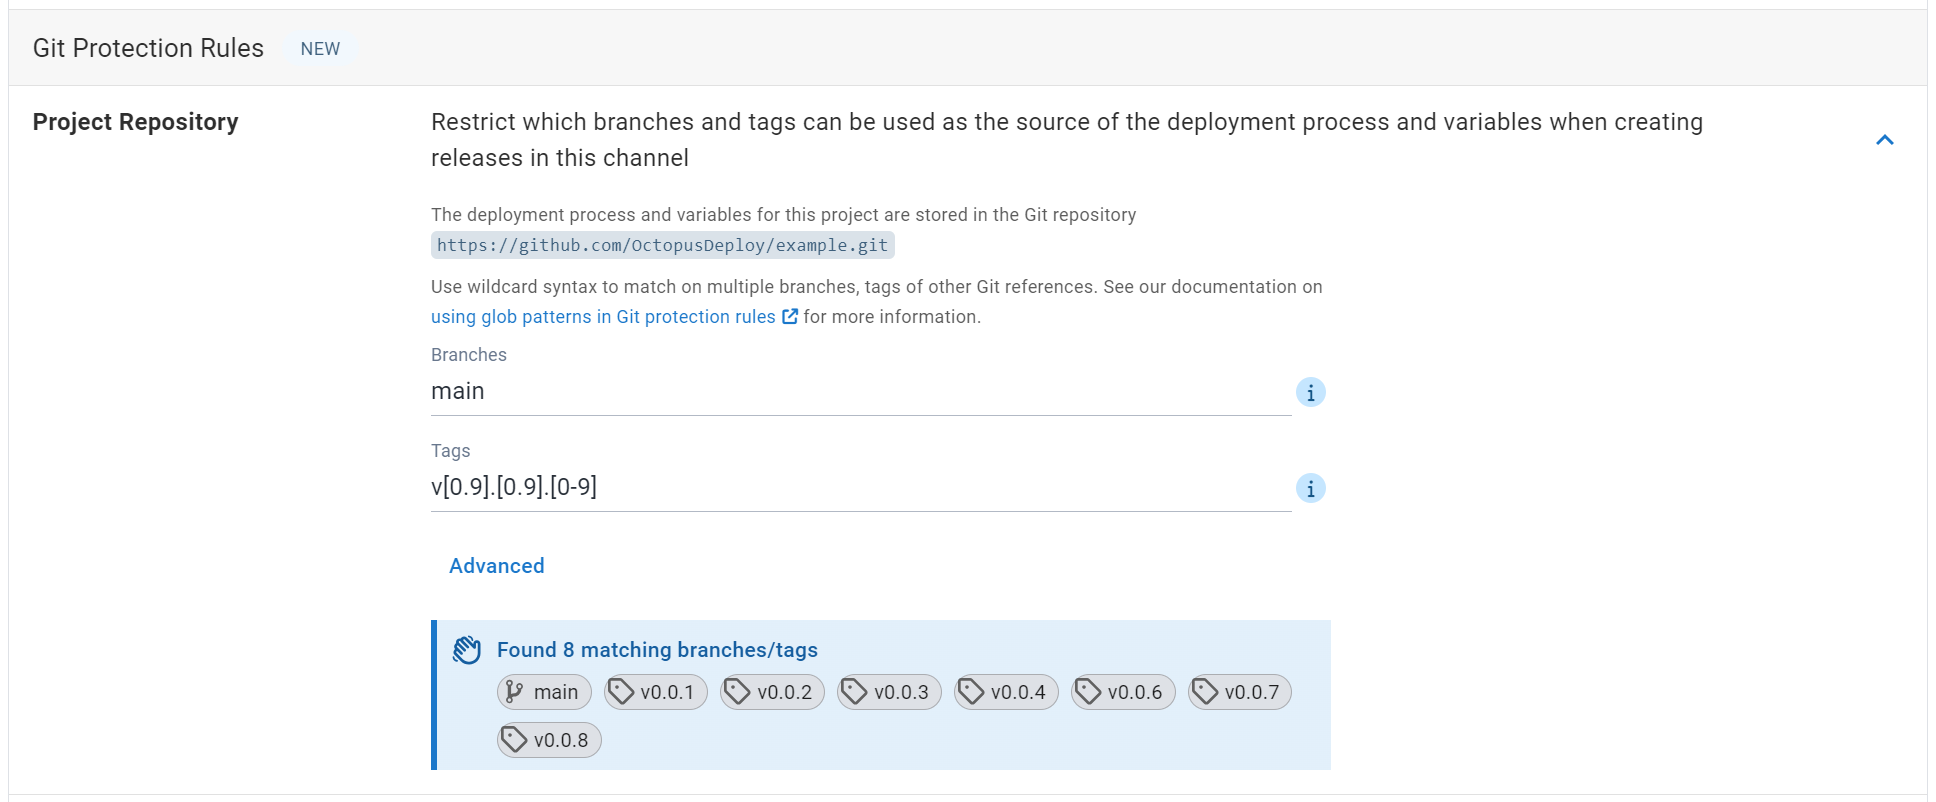 Git Protection Rules NEW
Project Repository
Restrict which branches and tags can be used as the source of the deployment process and variables when creating
releases in this channel
The deployment process and variables for this project are stored in the Git repository
https://github.com/OctopusDeploy/example.git
Use wildcard syntax to match on multiple branches, tags of other Git references. See our documentation on
using glob patterns in Git protection rules for more information.
Branches
main
Tags
v[0.9].[0.9].[0-9]
Advanced
Found 8 matching branches/tags
main v0.0.1 v0.0.2 v0.0.3 v0.0.4 v0.0.6 v0.0.7
v0.0.8